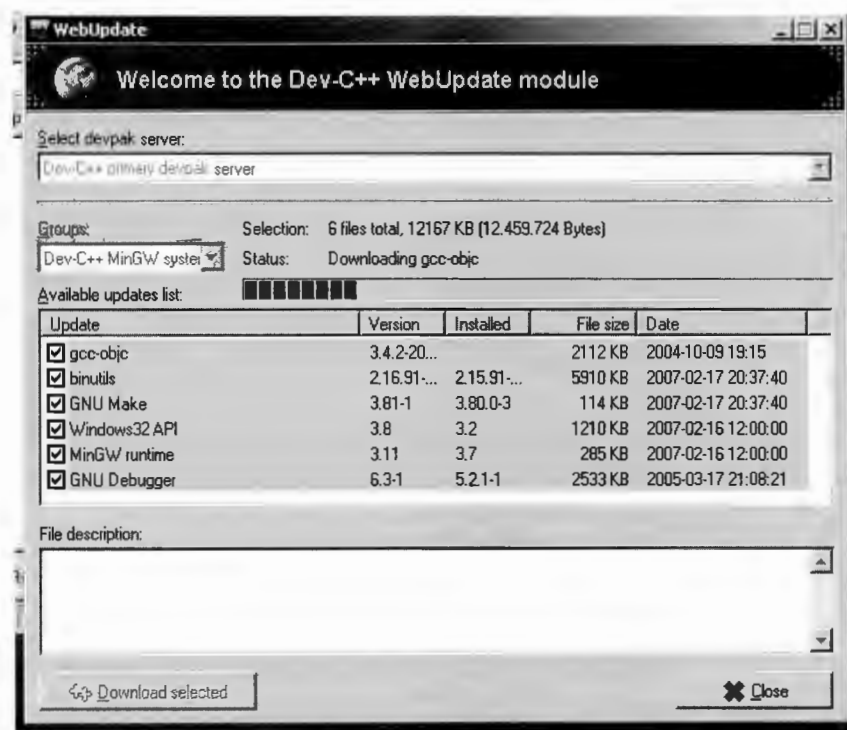 WebUpdate
Welcome to the Dev-C++ WebUpdate module
Select devpak server:
Dev-C++ primary devpak server
Groups: Selection: 6 files total, 12167 KB (12.459.724 Bytes)
Dev-C++ MinGW system Status: Downloading gcc-objc
Available updates list:
Update Version Installed File size Date
gcc-objc 3.4.2-20... 2112 KB 2004-10-09 19:15
binutils 2.16.91-... 2.15.91-... 5910 KB 2007-02-17 20:37:40
GNU Make 3.81-1 3.80.0-3 114 KB 2007-02-17 20:37:40
Windows32 API 3.8 3.2 1210 KB 2007-02-16 12:00:00
MinGW runtime 3.11 3.7 285 KB 2007-02-16 12:00:00
GNU Debugger 6.3-1 5.2.1-1 2533 KB 2005-03-17 21:08:21
File description:
Download selected Close